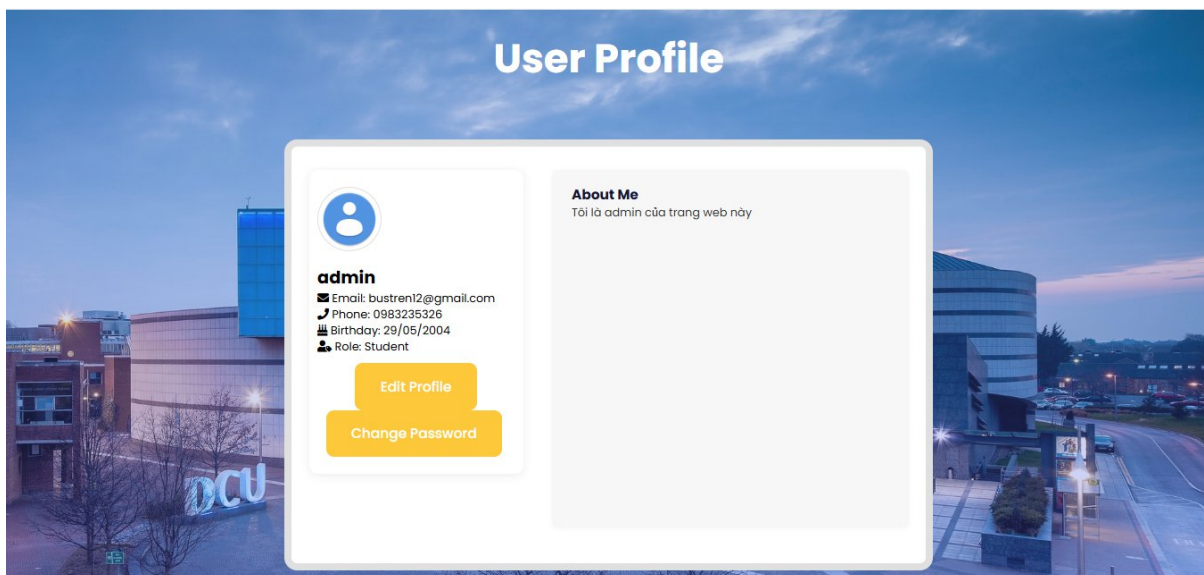 User Profile
admin
Email: bustren12@gmail.com
Phone: 0983235326
Birthday: 29/05/2004
Role: Student
Edit Profile
Change Password
About Me
Tôi là admin của trang web này
DCU